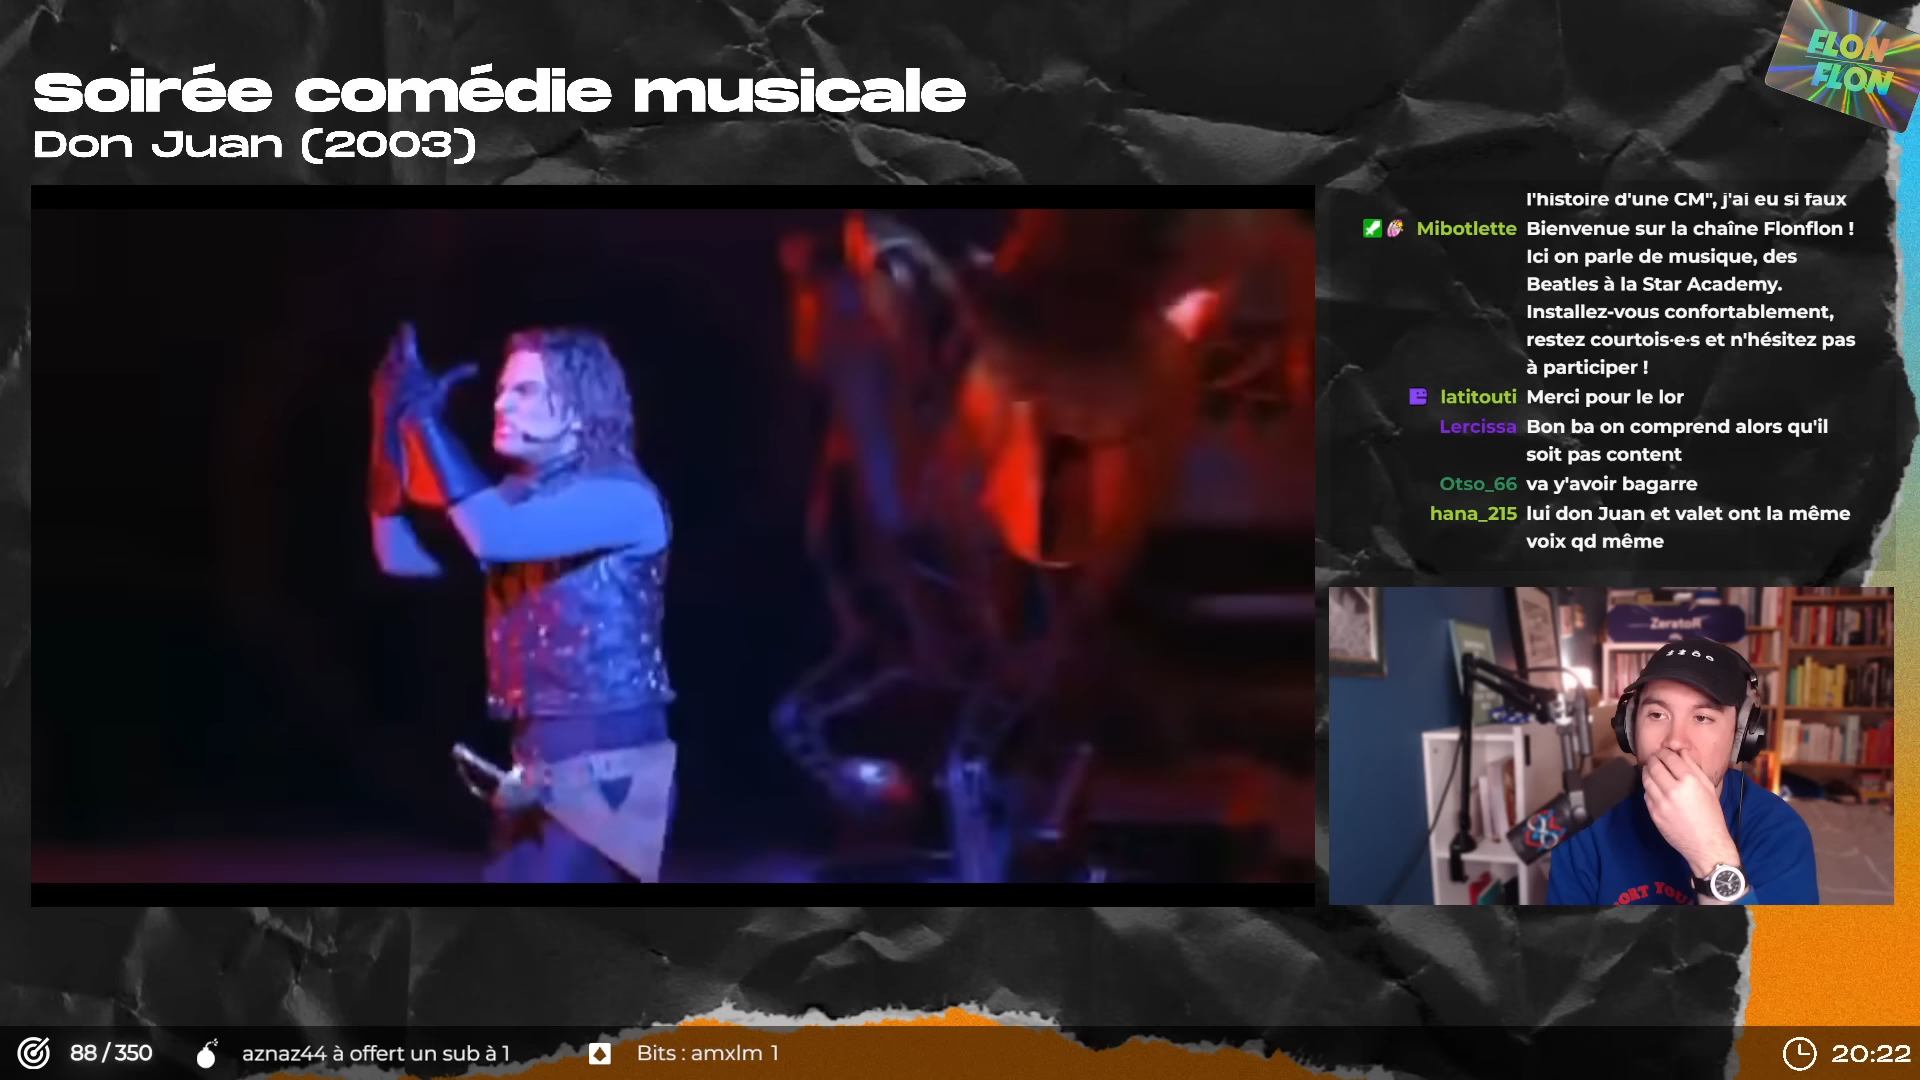 Soirée comédie musicale
Don Juan (2003)
FLON
FLON
l'histoire d'une CM", j'ai eu si faux
Mibotlette Bienvenue sur la chaîne Flonflon !
Ici on parle de musique, des
Beatles à la Star Academy.
Installez-vous confortablement,
restez courtois·e·s et n'hésitez pas
à participer !
latitouti Merci pour le lor
Lercissa Bon ba on comprend alors qu'il
soit pas content
Otso_66 va y'avoir bagarre
hana_215 lui don Juan et valet ont la même
voix qd même
ZeratoR
88 / 350
aznaz44 à offert un sub à 1
Bits : amxlm 1
20:22